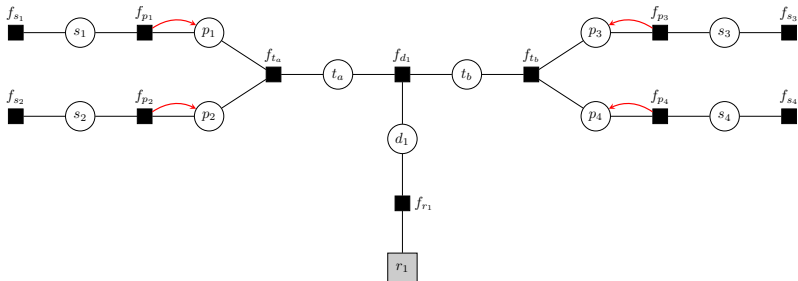 f_{s_1} f_{p_1} f_{p_3} f_{s_3}
s_1 p_1 p_3 s_3
f_{t_a} f_{d_1} f_{t_b}
t_a t_b
f_{s_2} f_{p_2} f_{p_4} f_{s_4}
s_2 p_2 p_4 s_4
d_1
f_{r_1}
r_1